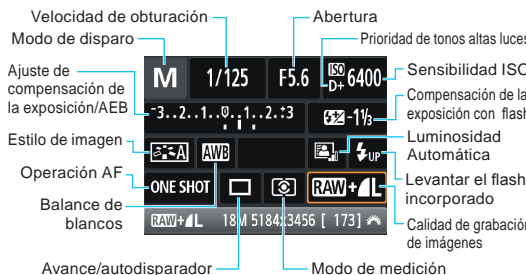 Velocidad de obturación
Abertura
Modo de disparo
Prioridad de tonos altas luces
M 1/125 F5.6 ISO D+ 6400
Ajuste de
compensación de
la exposición/AEB
Sensibilidad ISO
-3..2..1..0..1..2.:3
-1⅓
Compensación de la
exposición con flash
Estilo de imagen
A AWB
UP
Luminosidad
Automática
Operación AF
ONE SHOT RAW+L
Levantar el flash
incorporado
Balance de
blancos
RAW+L 18M 5184x3456 [ 173]
Calidad de grabación
de imágenes
Avance/autodisparador
Modo de medición